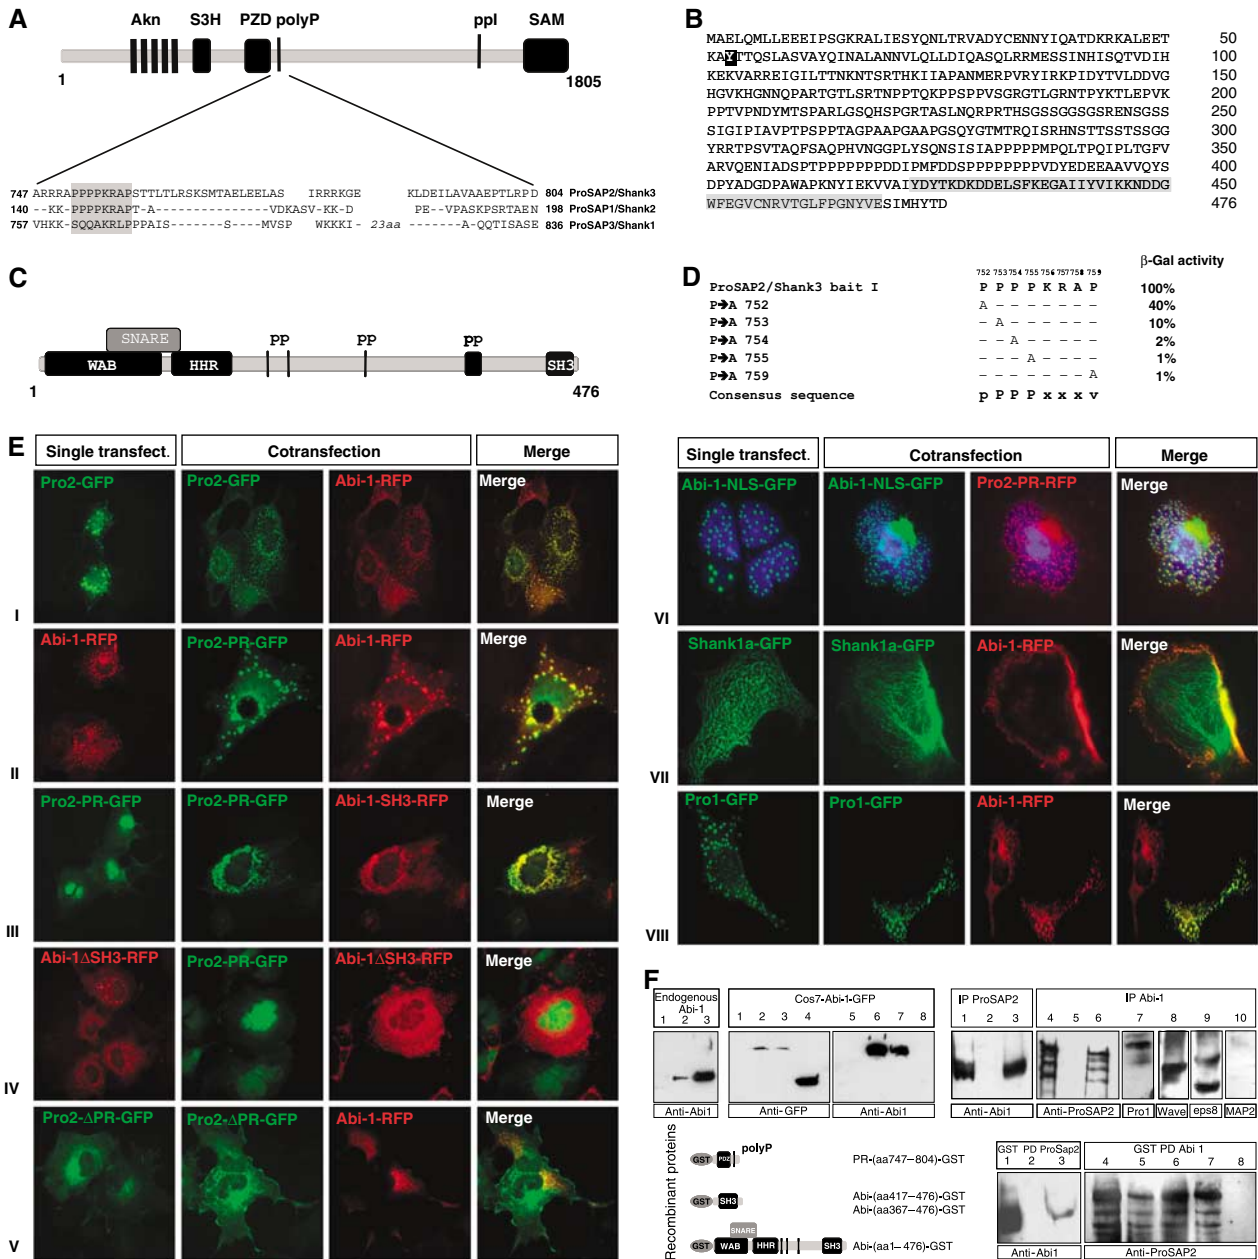 A
Akn S3H PZD polyP ppI SAM
1 1805
747 ARRRAPPPPKRAPSTTLTLRSKSMTAELEELAS IRRRKGE KLDEILAVAAEPTLRPD 804 ProSAP2/Shank3
140 --KK-PPPPKRAPT-A------------VDKASV-KK-D PE--VPASKPSRTAEN 198 ProSAP1/Shank2
757 VHKK-SQQAKRLPPPAIS-------S---MVSP WKKKI- 23aa -------A-QQTISASE 836 ProSAP3/Shank1
B
MAELQMLLEEEIPSGKRALIESYQNLTRVADYCENNYIQATDKRKALEET 50
KAYTTQSLASVAYQINALANNVLQLLDIQASQLRRMESSINHISQTVDIH 100
KEKVARREIGILTTNKNTSRTHKIIAPANMERPVRYIRKPIDYTVLDDVG 150
HGVKHGNNQPARTGTLSRTNPPTQKPPSPPVSGRGTLGRNTPYKTLEPVK 200
PPTVPNDYMTSPARLGSQHSPGRTASLNQRPRTHSGSSGGSGSRENSGSS 250
SIGIPIAVPTPSPPTAGPAAPGAAPGSQYGTMTRQISRHNSTTSSTSSGG 300
YRRTPSVTAQFSAQPHVNGGPLYSQNSISIAPPPPPMPQLTPQIPLTGFV 350
ARVQENIADSPTPPPPPPPDDIPMFDDSPPPPPPPPVDYEDEEAAVVQYS 400
DPYADGDPAWAPKNYIEKVVAIYDYTKDKDDELSFKEGAIIYVIKKNDDG 450
WFEGVCNRVTGLFPGNYVESIMHYTD 476
C
SNARE PP PP PP
WAB HHR SH3
1 476
D
β-Gal activity
752 753 754 755 756 757 758 759
ProSAP2/Shank3 bait I P P P P K R A P 100%
P➔A 752 A – – – – – – – 40%
P➔A 753 – A – – – – – – 10%
P➔A 754 – – A – – – – – 2%
P➔A 755 – – – A – – – – 1%
P➔A 759 – – – – – – – A 1%
Consensus sequence p P P P x x x v
E
Single transfect. Cotransfection Merge
Pro2-GFP Pro2-GFP Abi-1-RFP Merge
I
Abi-1-RFP Pro2-PR-GFP Abi-1-RFP Merge
II
Pro2-PR-GFP Pro2-PR-GFP Abi-1-SH3-RFP Merge
III
Abi-1ΔSH3-RFP Pro2-PR-GFP Abi-1ΔSH3-RFP Merge
IV
Pro2-ΔPR-GFP Pro2-ΔPR-GFP Abi-1-RFP Merge
V
Single transfect. Cotransfection Merge
Abi-1-NLS-GFP Abi-1-NLS-GFP Pro2-PR-RFP Merge
VI
Shank1a-GFP Shank1a-GFP Abi-1-RFP Merge
VII
Pro1-GFP Pro1-GFP Abi-1-RFP Merge
VIII
F
Endogenous Abi-1
1 2 3
Anti-Abi1
Cos7-Abi-1-GFP
1 2 3 4 5 6 7 8
Anti-GFP Anti-Abi1
IP ProSAP2 IP Abi-1
1 2 3 4 5 6 7 8 9 10
Anti-Abi1 Anti-ProSAP2 Pro1 Wave eps8 MAP2
Recombinant proteins
polyP
GST PDZ PR-(aa747–804)-GST
GST SH3 Abi-(aa417–476)-GST
Abi-(aa367–476)-GST
SNARE
GST WAB HHR SH3 Abi-(aa1–476)-GST
GST PD ProSap2 GST PD Abi 1
1 2 3 4 5 6 7 8
Anti-Abi1 Anti-ProSAP2